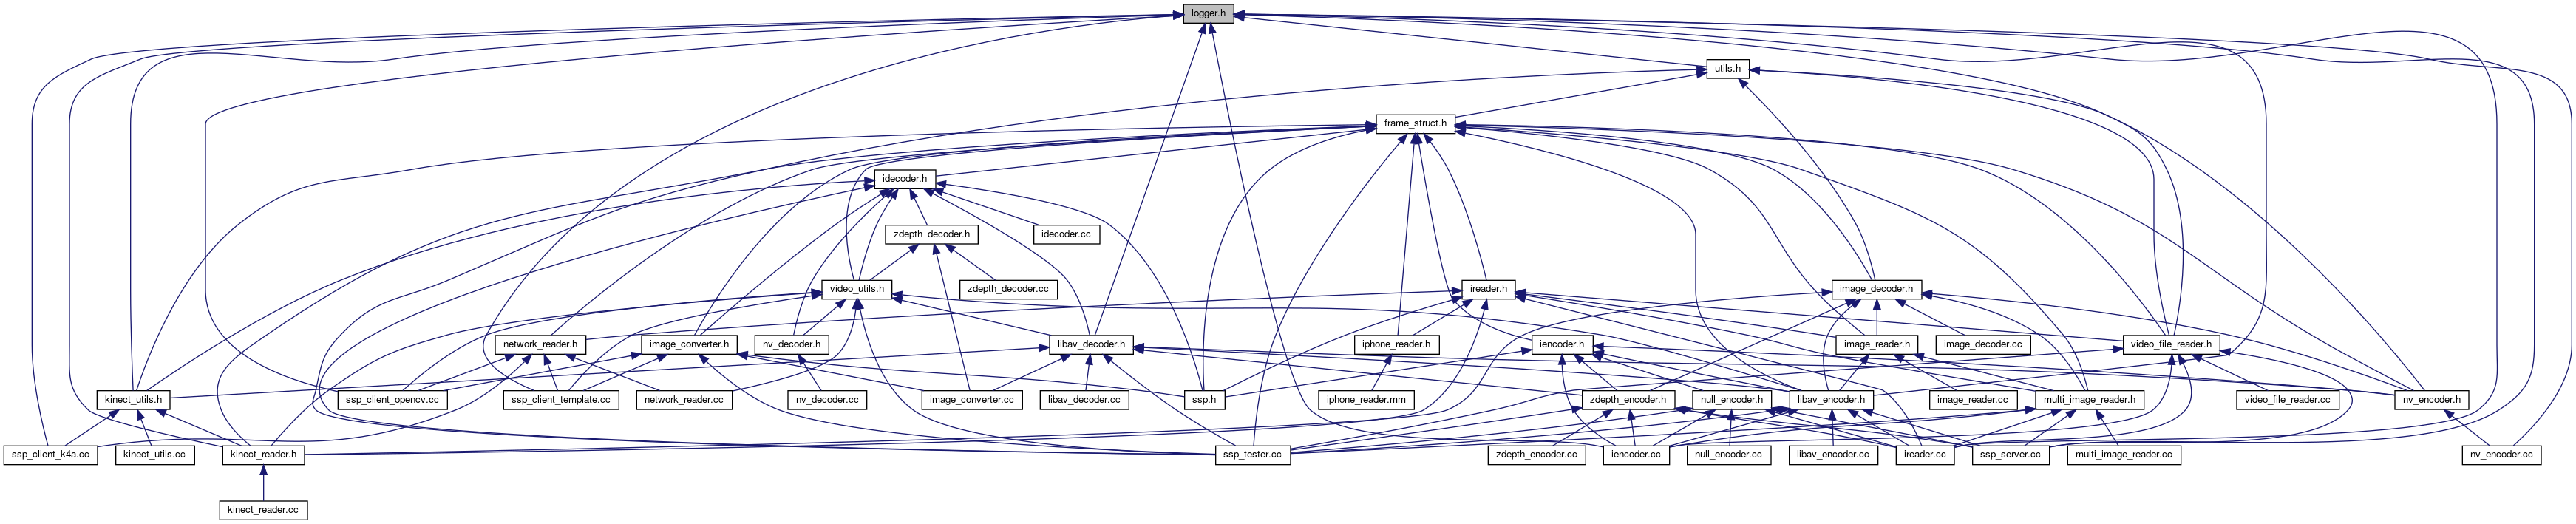 logger.h
utils.h
frame_struct.h
idecoder.h
zdepth_decoder.h
idecoder.cc
video_utils.h
zdepth_decoder.cc
ireader.h
image_decoder.h
network_reader.h
image_converter.h
nv_decoder.h
libav_decoder.h
iphone_reader.h
iencoder.h
image_reader.h
image_decoder.cc
video_file_reader.h
kinect_utils.h
ssp_client_opencv.cc
ssp_client_template.cc
network_reader.cc
nv_decoder.cc
image_converter.cc
libav_decoder.cc
ssp.h
iphone_reader.mm
zdepth_encoder.h
null_encoder.h
libav_encoder.h
image_reader.cc
multi_image_reader.h
video_file_reader.cc
nv_encoder.h
ssp_client_k4a.cc
kinect_utils.cc
kinect_reader.h
ssp_tester.cc
zdepth_encoder.cc
iencoder.cc
null_encoder.cc
libav_encoder.cc
ireader.cc
ssp_server.cc
multi_image_reader.cc
nv_encoder.cc
kinect_reader.cc